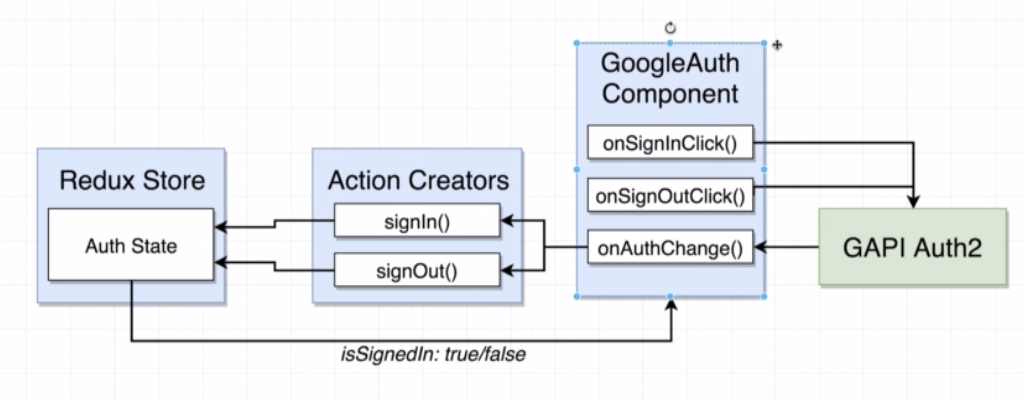 GoogleAuth
Component
onSignInClick()
onSignOutClick()
onAuthChange()
Redux Store
Auth State
Action Creators
signIn()
signOut()
GAPI Auth2
isSignedIn: true/false